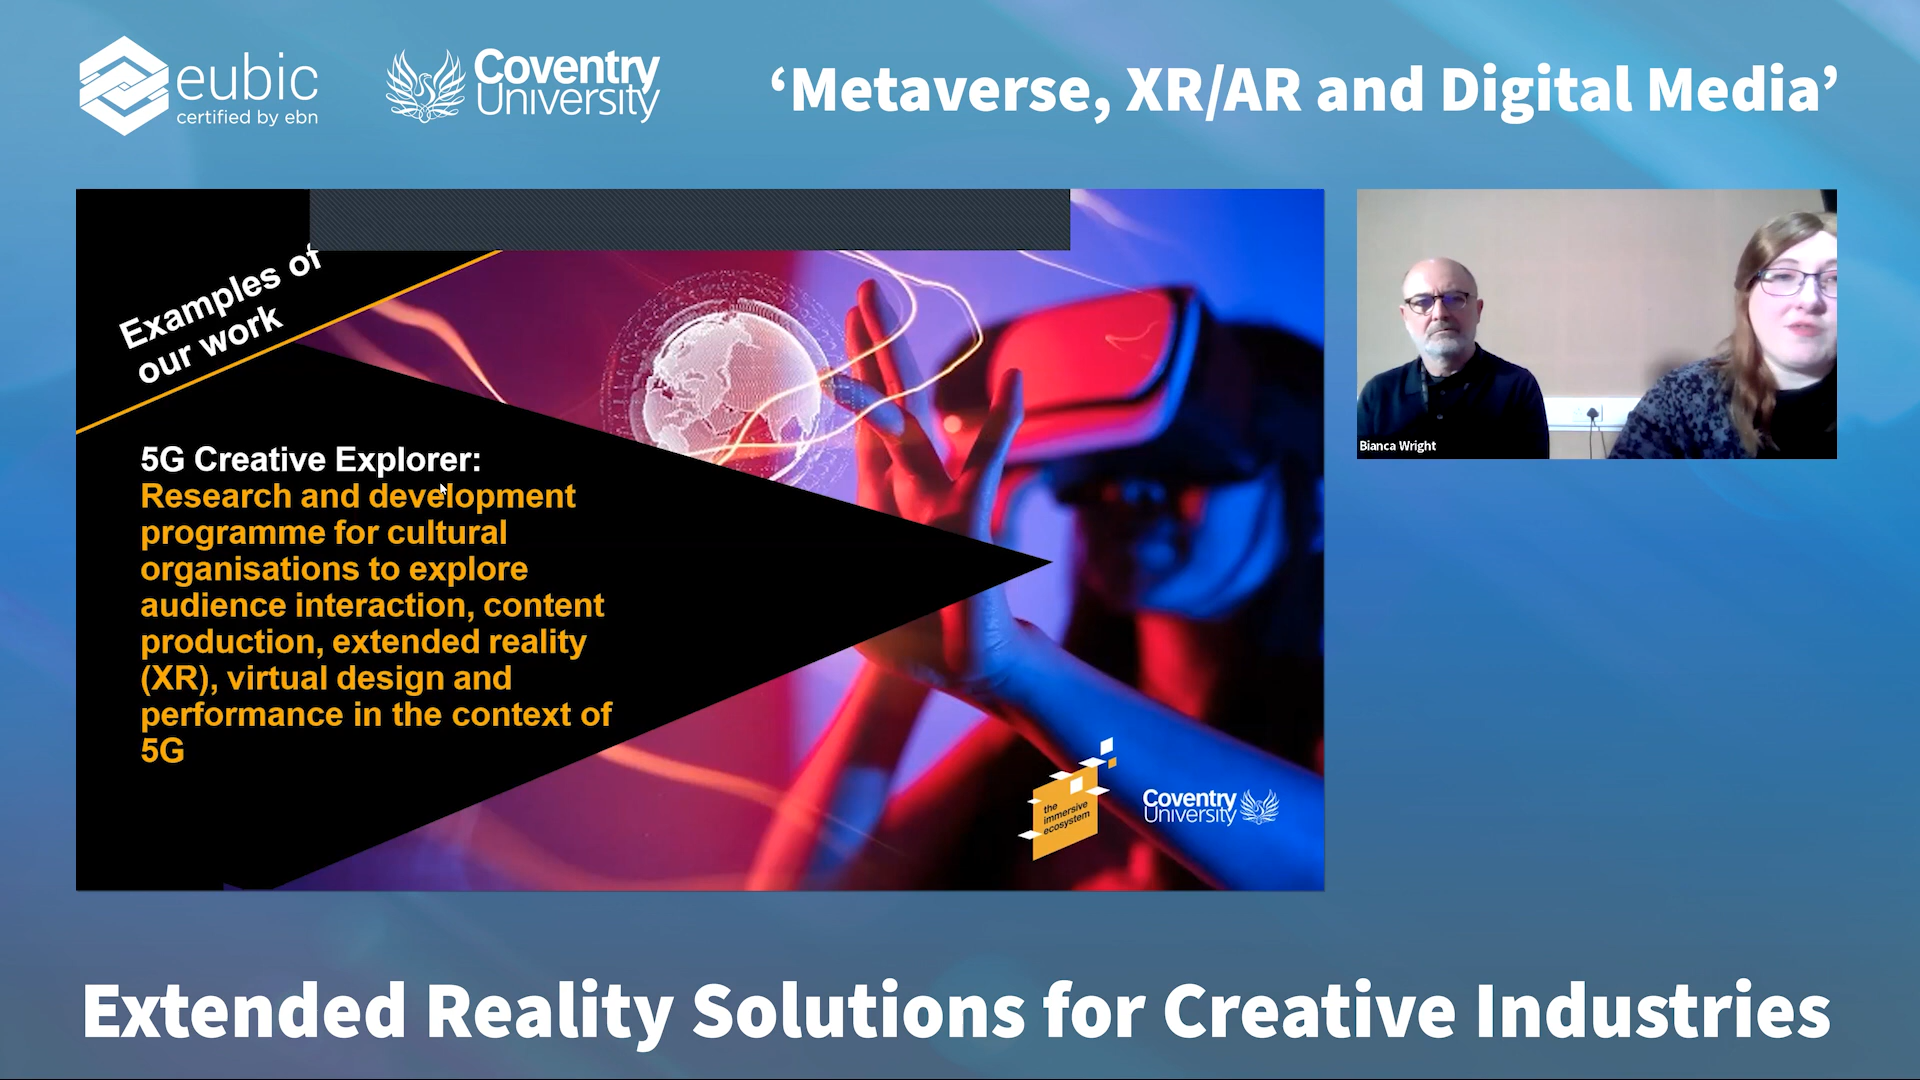 eubic
certified by ebn
Coventry
University
‘Metaverse, XR/AR and Digital Media’
Examples of
our work
5G Creative Explorer:
Research and development
programme for cultural
organisations to explore
audience interaction, content
production, extended reality
(XR), virtual design and
performance in the context of
5G
the
immersive
ecosystem
Coventry
University
Bianca Wright
Extended Reality Solutions for Creative Industries